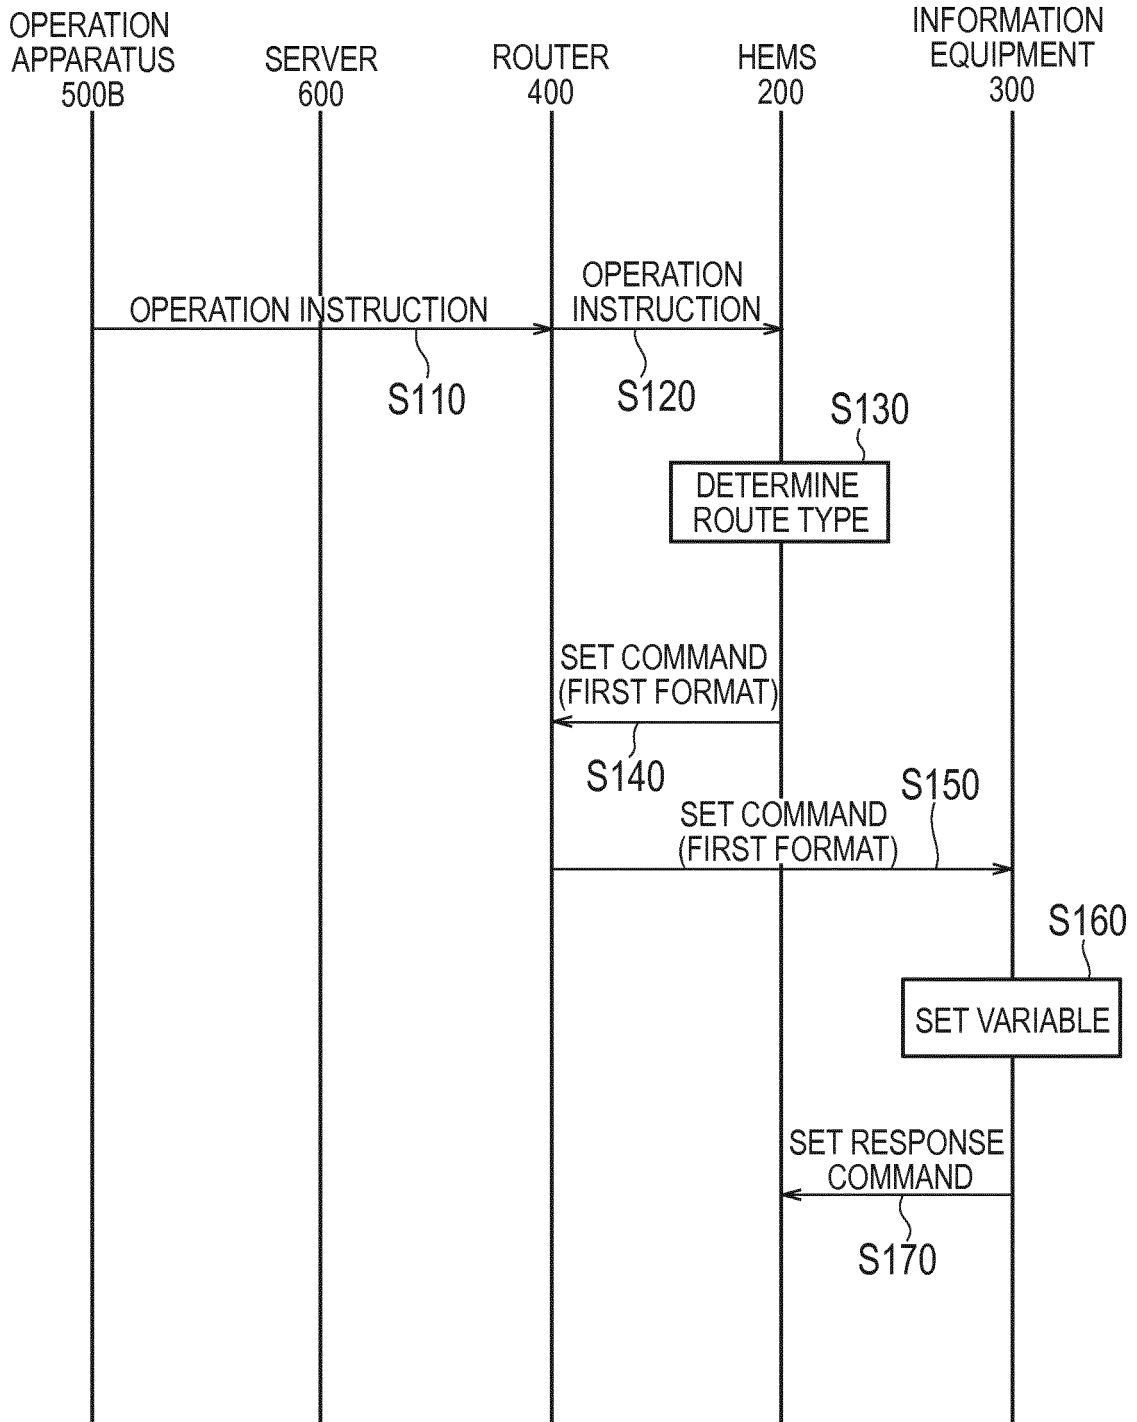 OPERATION
APPARATUS
500B
SERVER
600
ROUTER
400
HEMS
200
INFORMATION
EQUIPMENT
300
OPERATION INSTRUCTION
S110
OPERATION
INSTRUCTION
S120
S130
DETERMINE
ROUTE TYPE
SET COMMAND
(FIRST FORMAT)
S140
SET COMMAND
(FIRST FORMAT)
S150
S160
SET VARIABLE
SET RESPONSE
COMMAND
S170